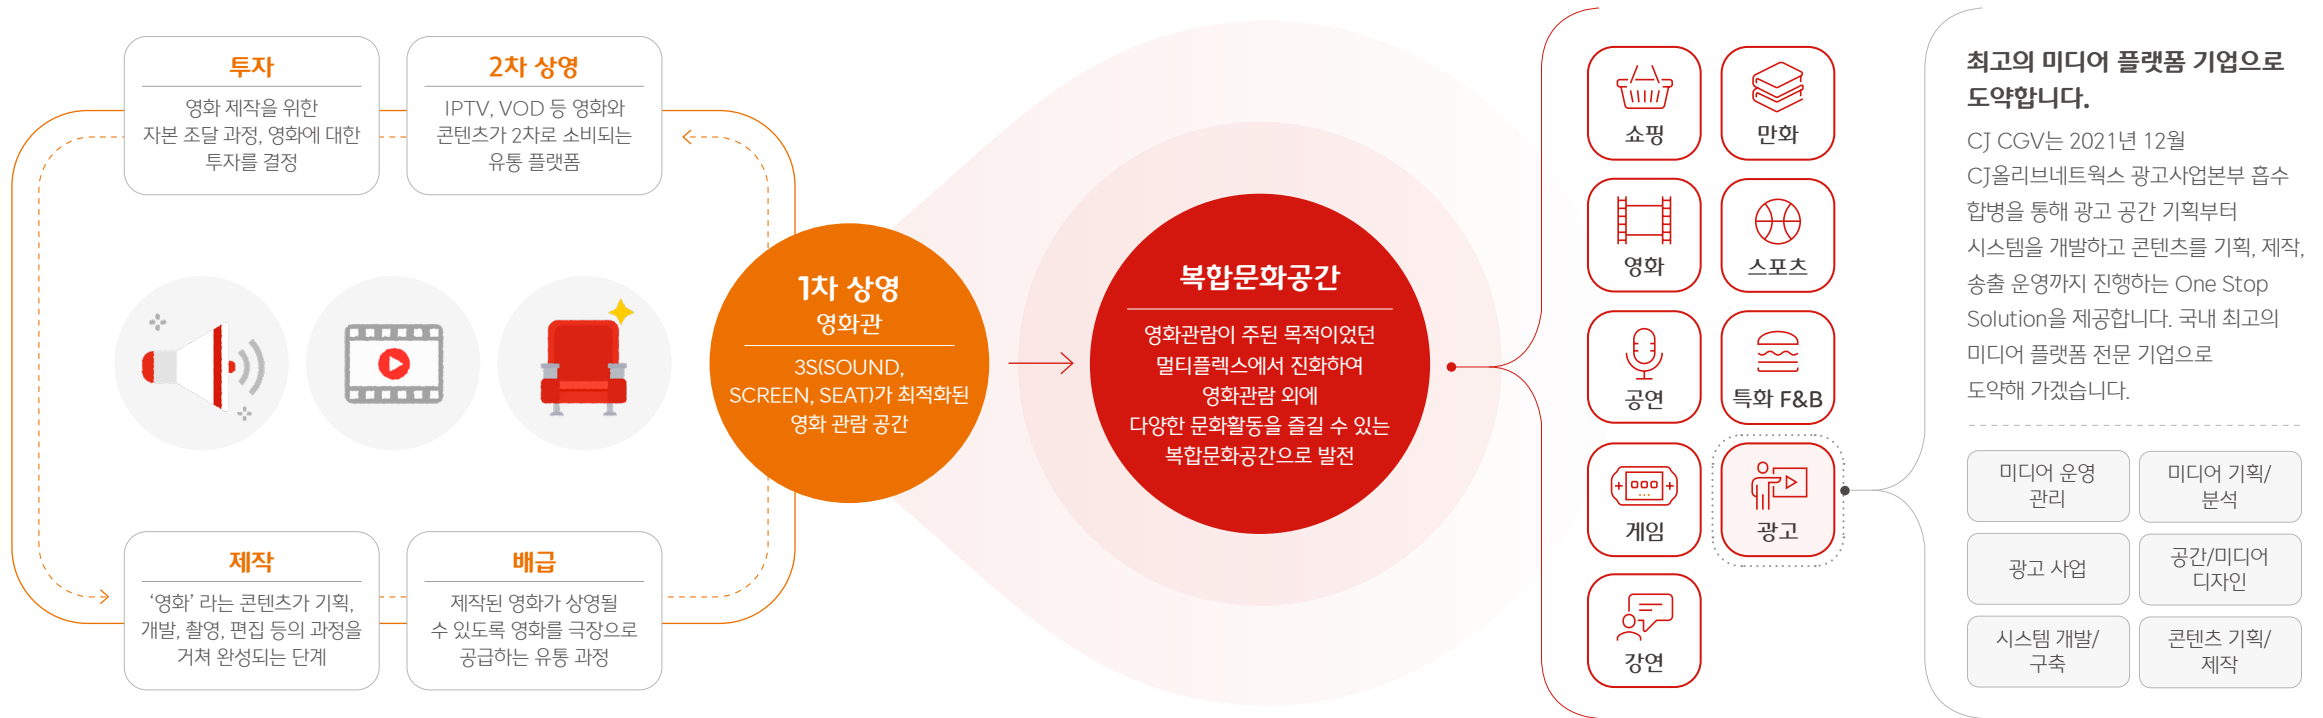 투자
영화 제작을 위한
자본 조달 과정, 영화에 대한
투자를 결정
2차 상영
IPTV, VOD 등 영화와
콘텐츠가 2차로 소비되는
유통 플랫폼
제작
‘영화’ 라는 콘텐츠가 기획,
개발, 촬영, 편집 등의 과정을
거쳐 완성되는 단계
배급
제작된 영화가 상영될
수 있도록 영화를 극장으로
공급하는 유통 과정
1차 상영
영화관
3S(SOUND,
SCREEN, SEAT)가 최적화된
영화 관람 공간
복합문화공간
영화관람이 주된 목적이었던
멀티플렉스에서 진화하여
영화관람 외에
다양한 문화활동을 즐길 수 있는
복합문화공간으로 발전
쇼핑
만화
영화
스포츠
공연
특화 F&B
게임
광고
강연
최고의 미디어 플랫폼 기업으로
도약합니다.
CJ CGV는 2021년 12월
CJ올리브네트웍스 광고사업본부 흡수
합병을 통해 광고 공간 기획부터
시스템을 개발하고 콘텐츠를 기획, 제작,
송출 운영까지 진행하는 One Stop
Solution을 제공합니다. 국내 최고의
미디어 플랫폼 전문 기업으로
도약해 가겠습니다.
미디어 운영
관리
미디어 기획/
분석
광고 사업
공간/미디어
디자인
시스템 개발/
구축
콘텐츠 기획/
제작